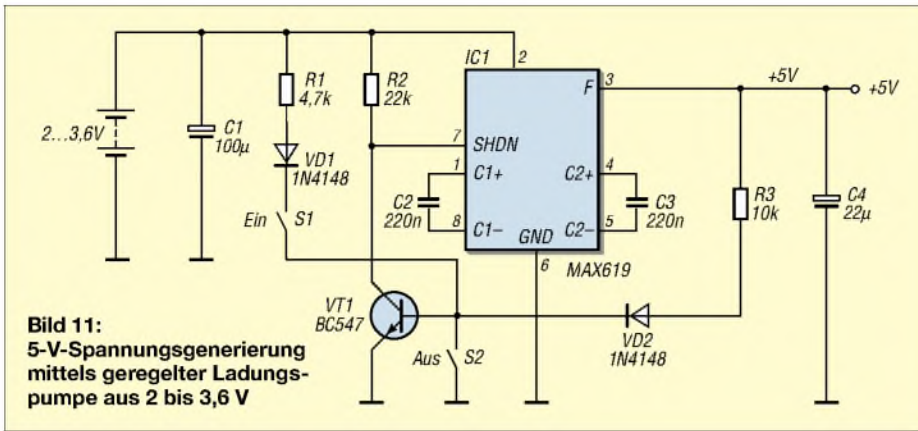 IC1
2
R1
4,7k
R2
22k
F
3
+5V
+5V
2...3,6V
C1
100µ
VD1
1N4148
7
SHDN
1
C1+
C2+
4
C2
220n
C3
220n
R3
10k
C4
22µ
Ein
S1
8
C1–
C2–
5
GND
6
MAX619
VT1
BC547
VD2
1N4148
Aus
S2
Bild 11:
5-V-Spannungsgenerierung
mittels geregelter Ladungs-
pumpe aus 2 bis 3,6 V